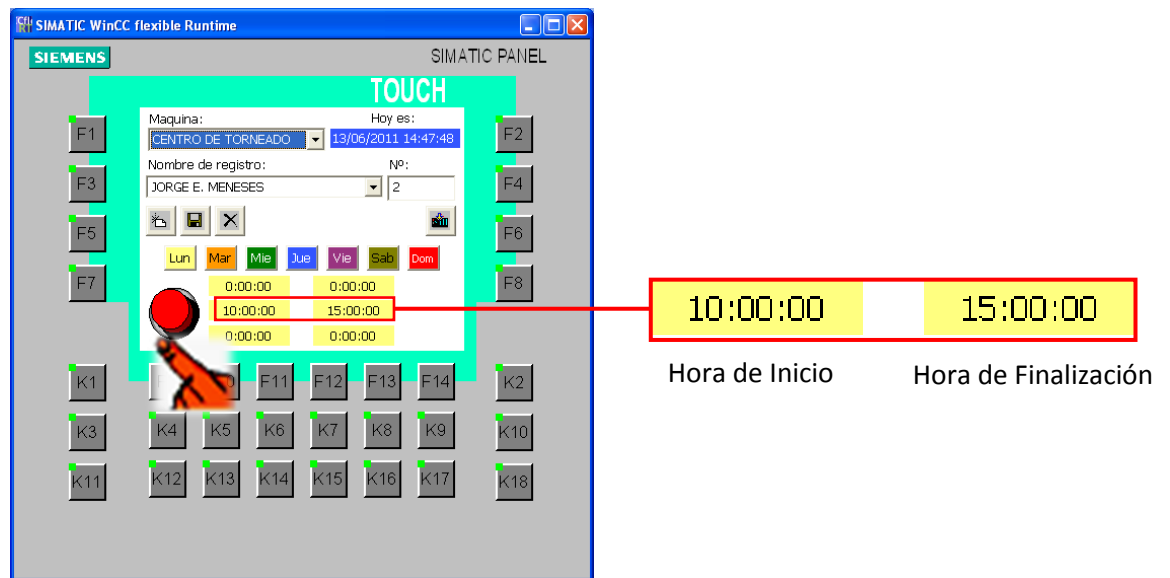 SIMATIC WinCC flexible Runtime
SIEMENS
SIMATIC PANEL
TOUCH
Maquina:
Hoy es:
CENTRO DE TORNEADO
13/06/2011 14:47:48
Nombre de registro:
Nº:
JORGE E. MENESES
2
Lun Mar Mie Jue Vie Sab Dom
0:00:00 0:00:00
10:00:00 15:00:00
0:00:00 0:00:00
F1
F2
F3
F4
F5
F6
F7
F8
10:00:00 15:00:00
Hora de Inicio
Hora de Finalización
K1 F11 F12 F13 F14 K2
K3 K4 K5 K6 K7 K8 K9 K10
K11 K12 K13 K14 K15 K16 K17 K18